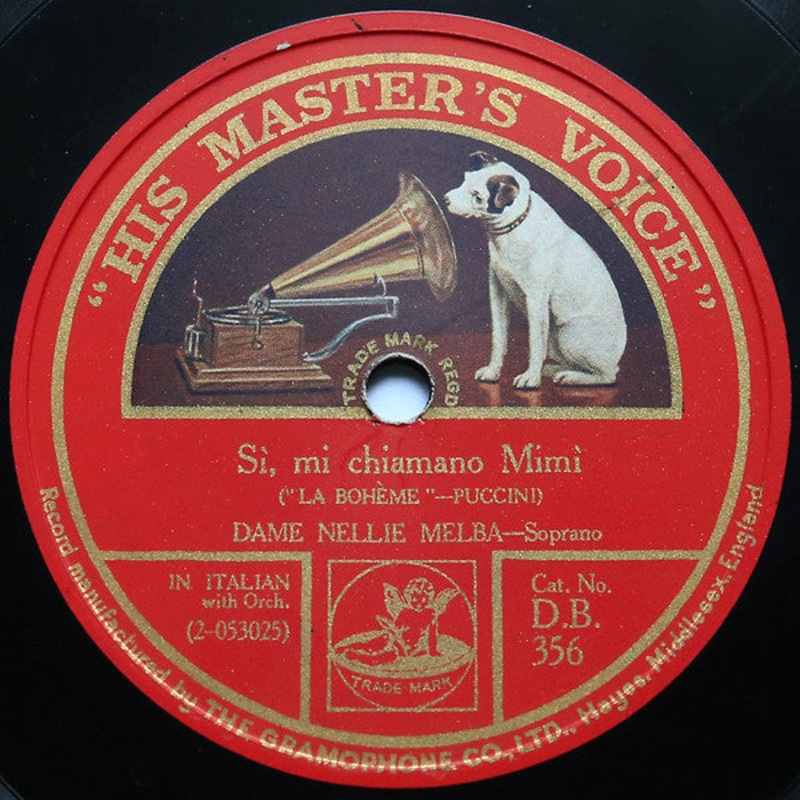 "HIS MASTER'S VOICE"
TRADE MARK REGD
Sì, mi chiamano Mimì
("LA BOHÈME"—PUCCINI)
DAME NELLIE MELBA—Soprano
IN ITALIAN
with Orch.
(2-053025)
TRADE MARK
Cat. No.
D.B.
356
Record manufactured by THE GRAMOPHONE CO., LTD., Hayes, Middlesex, England